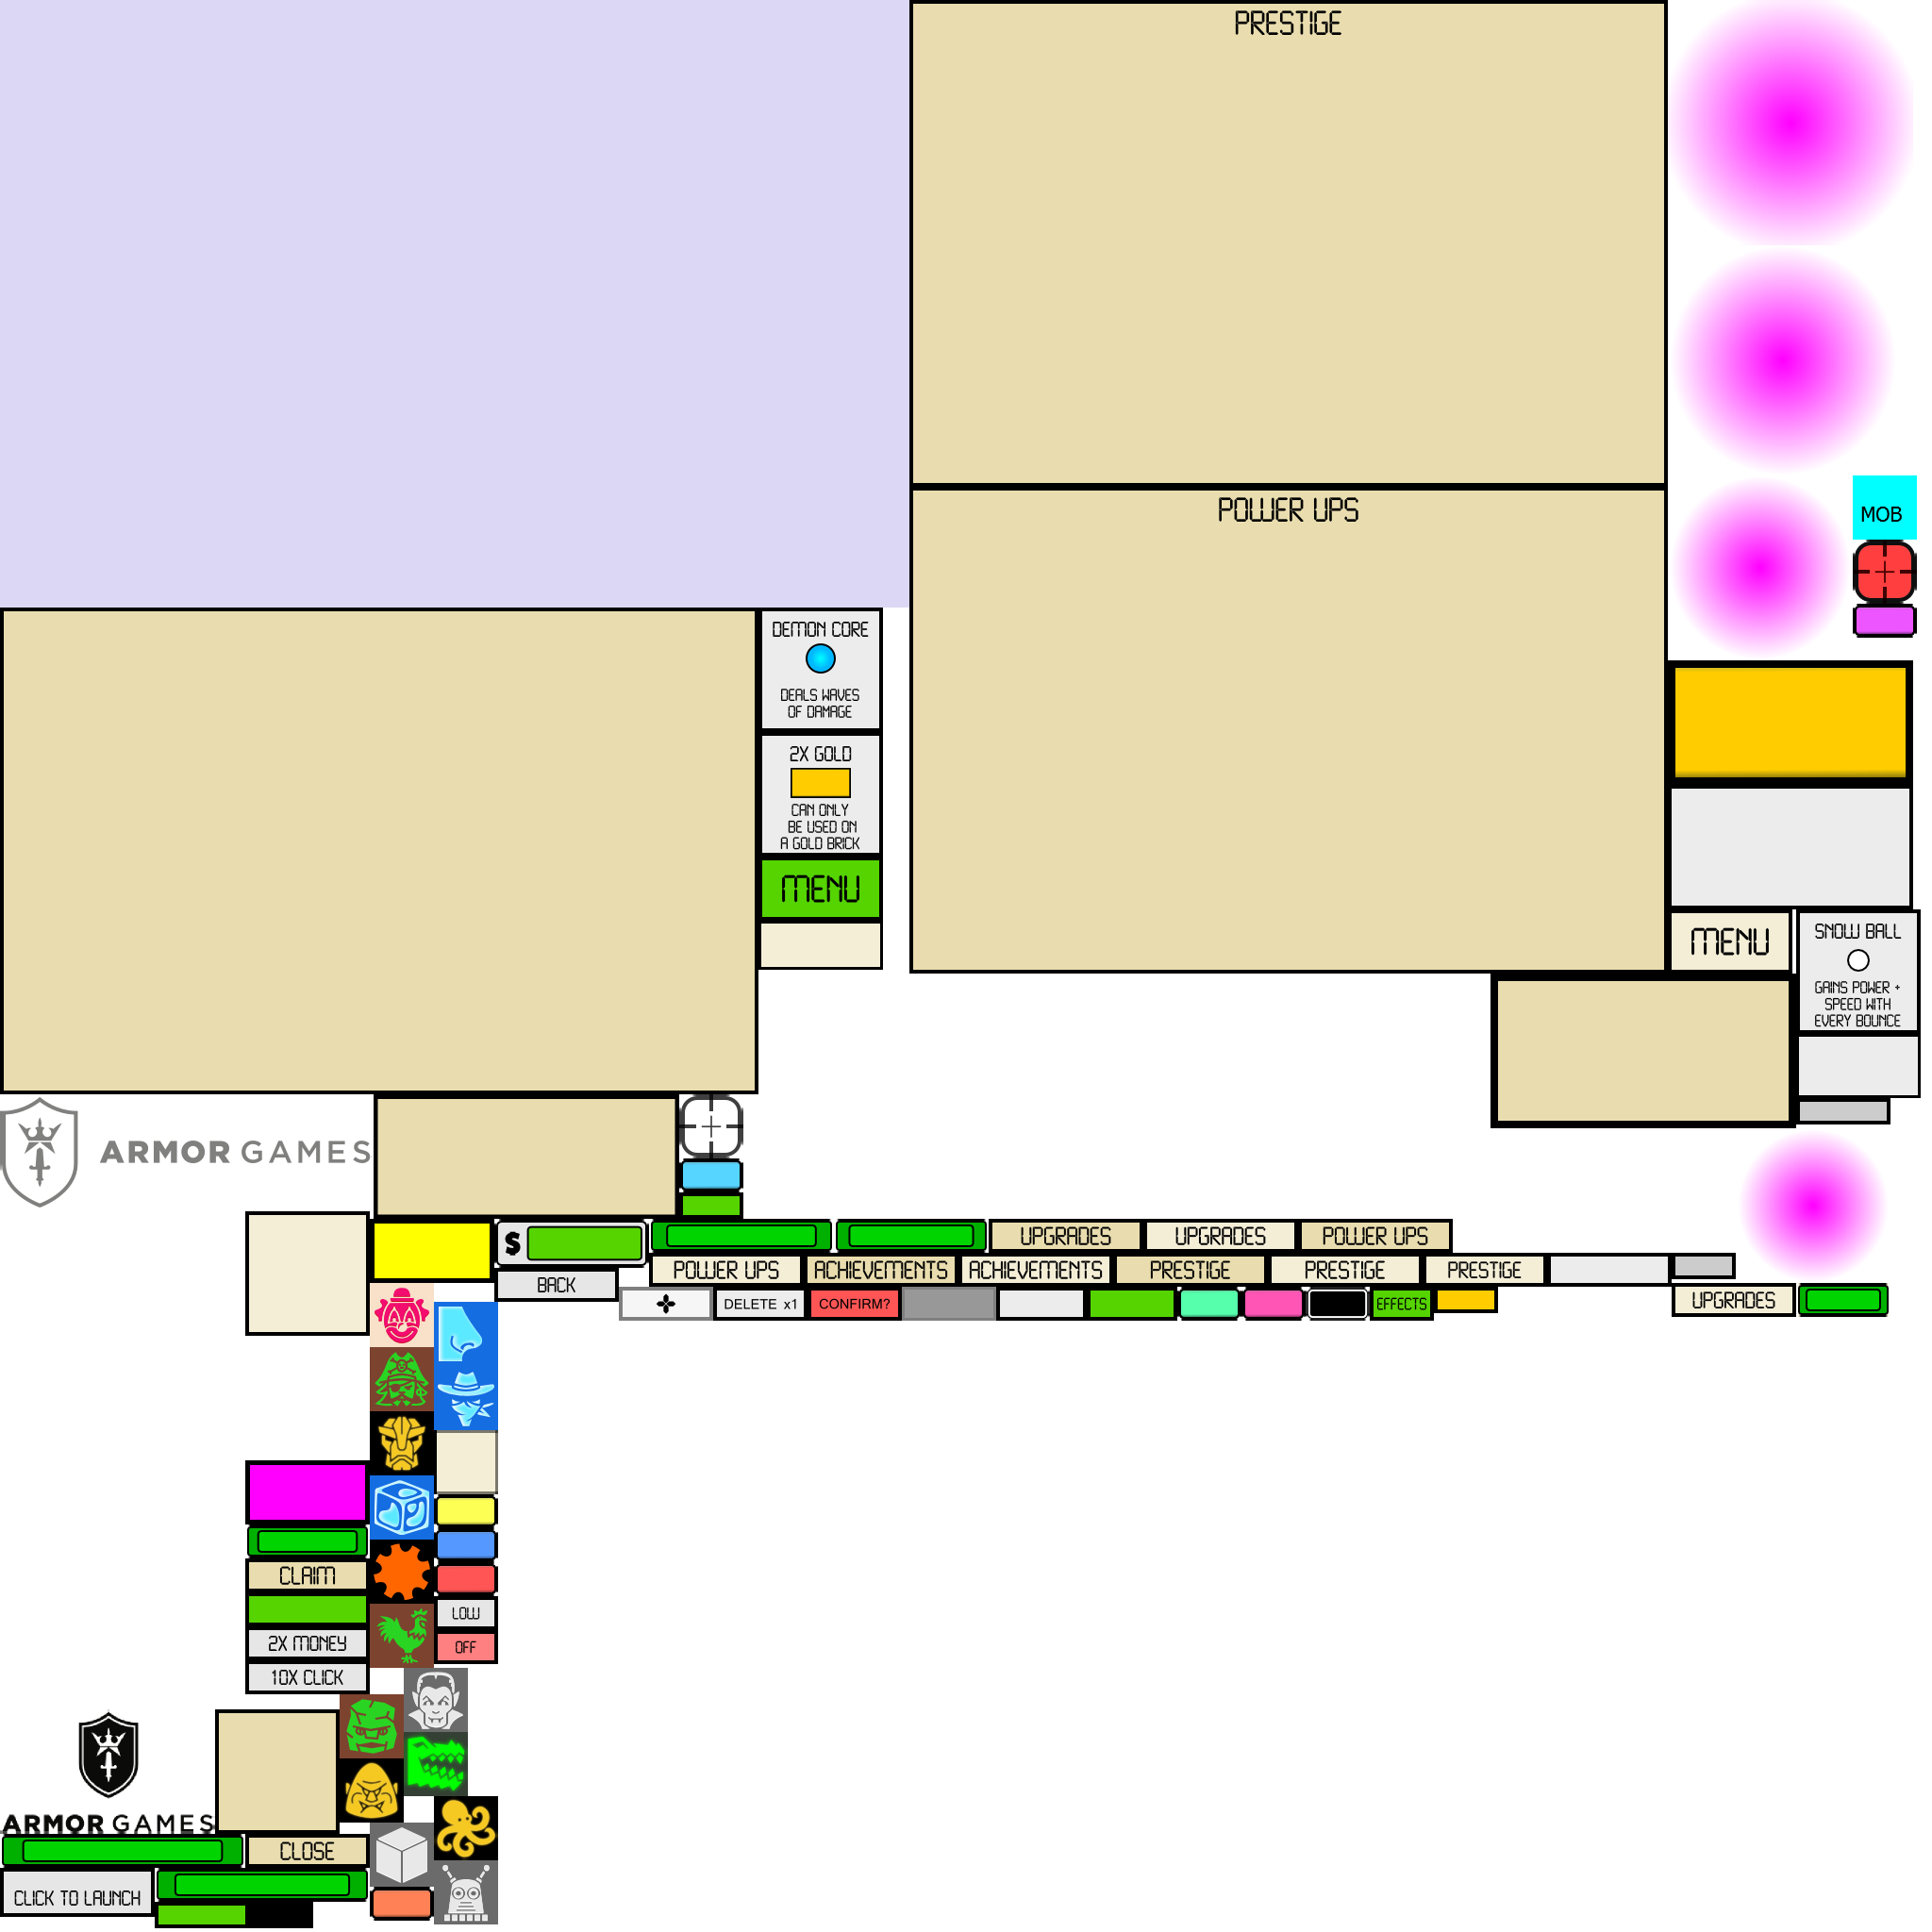 PRESTIGE
POWER UPS
MOB
DEMON CORE
DEALS WAVES
OF DAMAGE
2X GOLD
CAN ONLY
BE USED ON
A GOLD BRICK
MENU
MENU
SNOW BALL
GAINS POWER +
SPEED WITH
EVERY BOUNCE
ARMOR GAMES
$
UPGRADES
UPGRADES
POWER UPS
POWER UPS
ACHIEVEMENTS
ACHIEVEMENTS
PRESTIGE
PRESTIGE
PRESTIGE
BACK
DELETE x1
CONFIRM?
EFFECTS
UPGRADES
CLAIM
LOW
2X MONEY
OFF
10X CLICK
ARMOR GAMES
CLOSE
CLICK TO LAUNCH